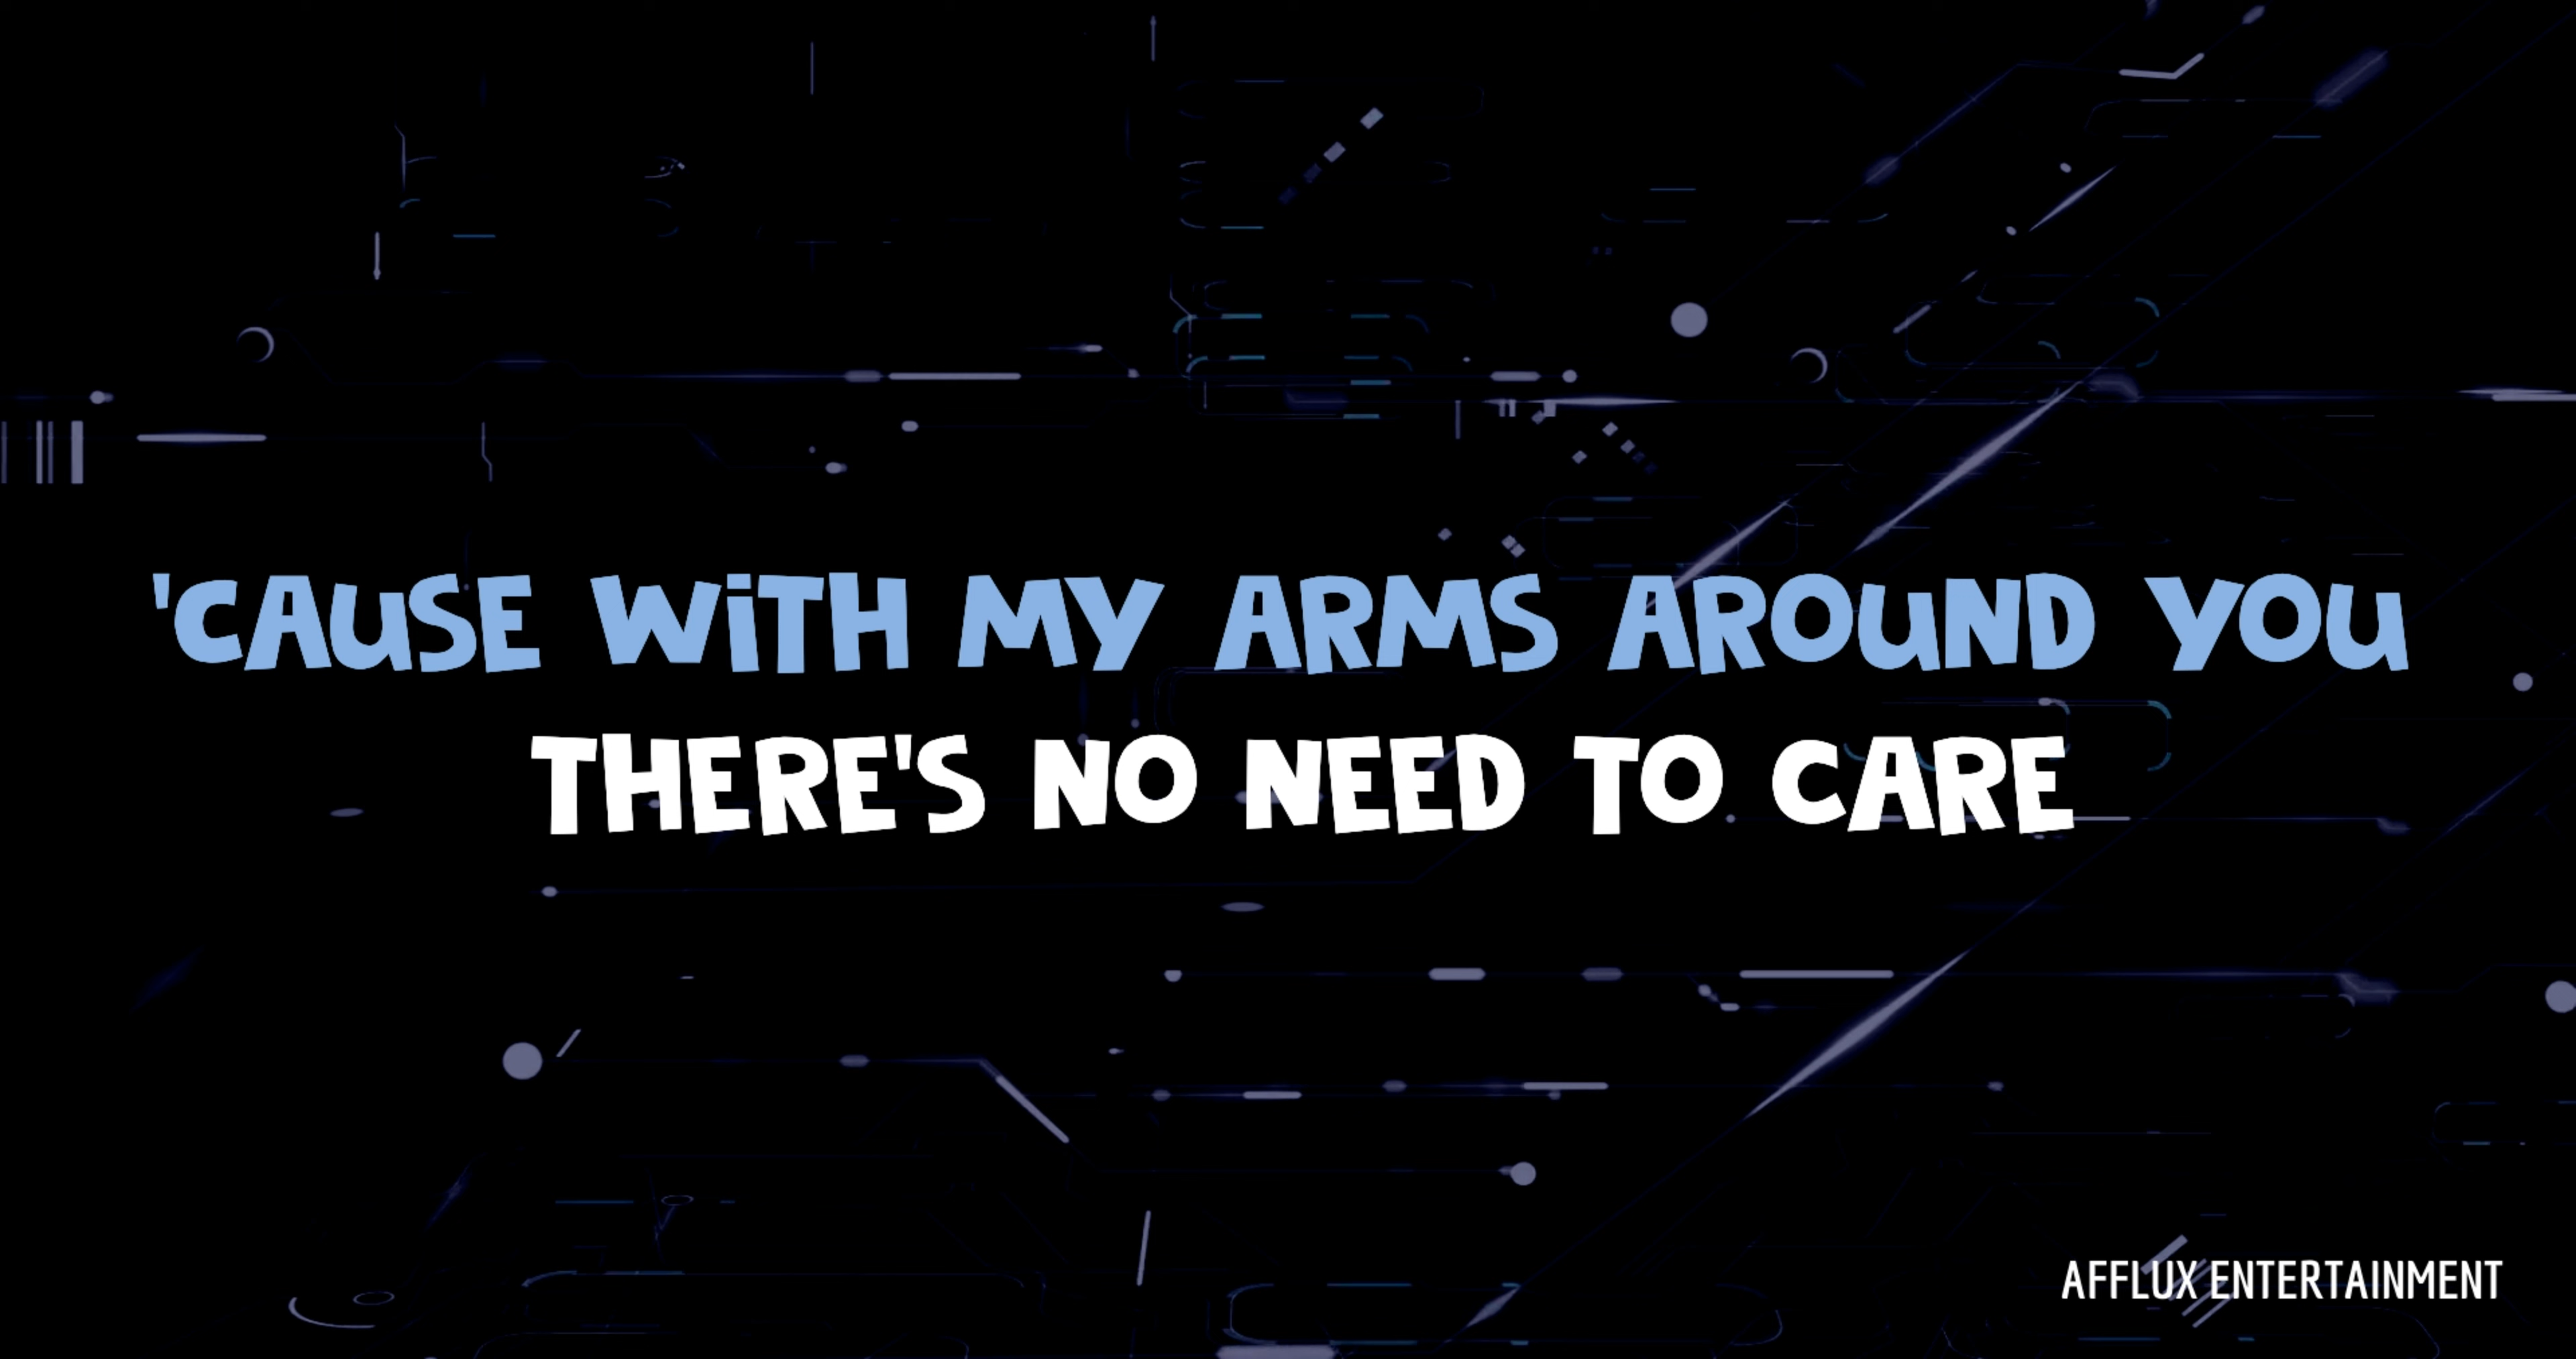 'CAUSE WITH MY ARMS AROUND YOU
THERE'S NO NEED TO CARE
AFFLUX ENTERTAINMENT